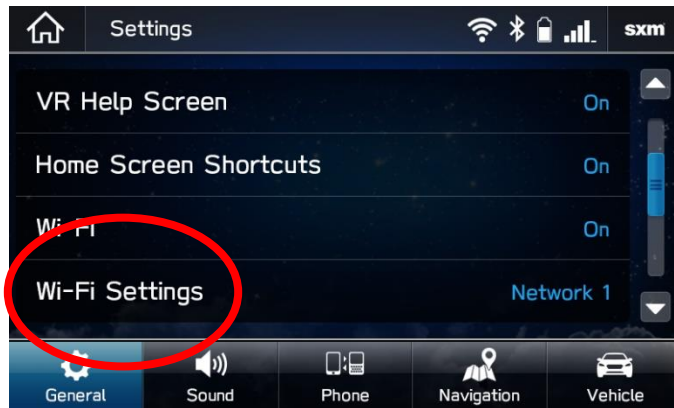 Settings sxm
VR Help Screen On
Home Screen Shortcuts On
Wi-Fi On
Wi-Fi Settings Network 1
General Sound Phone Navigation Vehicle